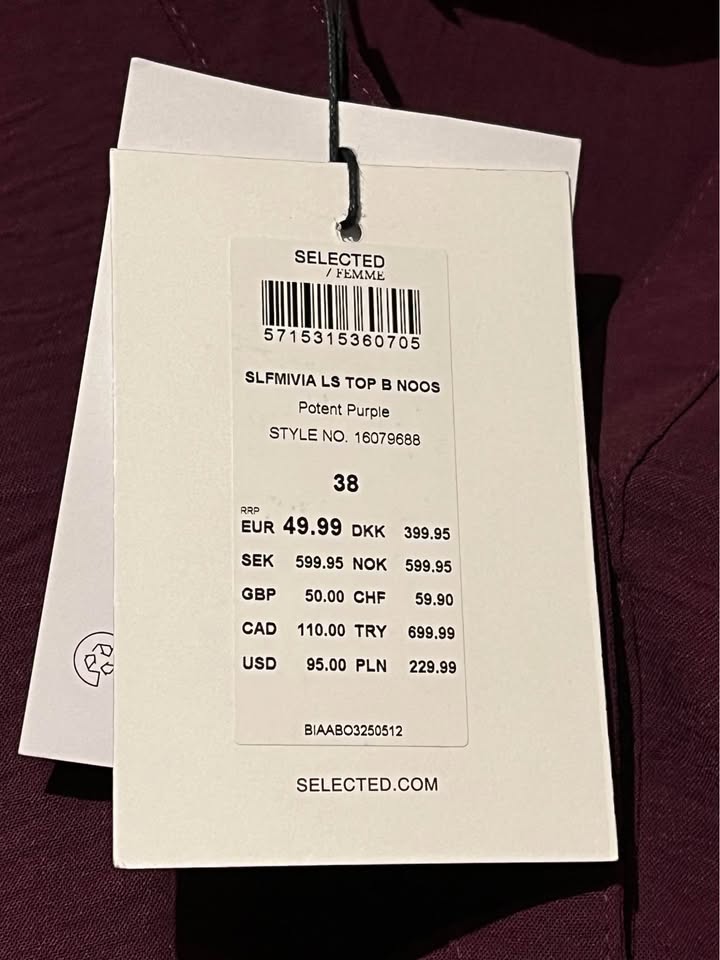 SELECTED
/ FEMME
5715315360705
SLFMIVIA LS TOP B NOOS
Potent Purple
STYLE NO. 16079688
38
RRP
EUR 49.99 DKK 399.95
SEK 599.95 NOK 599.95
GBP 50.00 CHF 59.90
CAD 110.00 TRY 699.99
USD 95.00 PLN 229.99
BIAABO3250512
SELECTED.COM